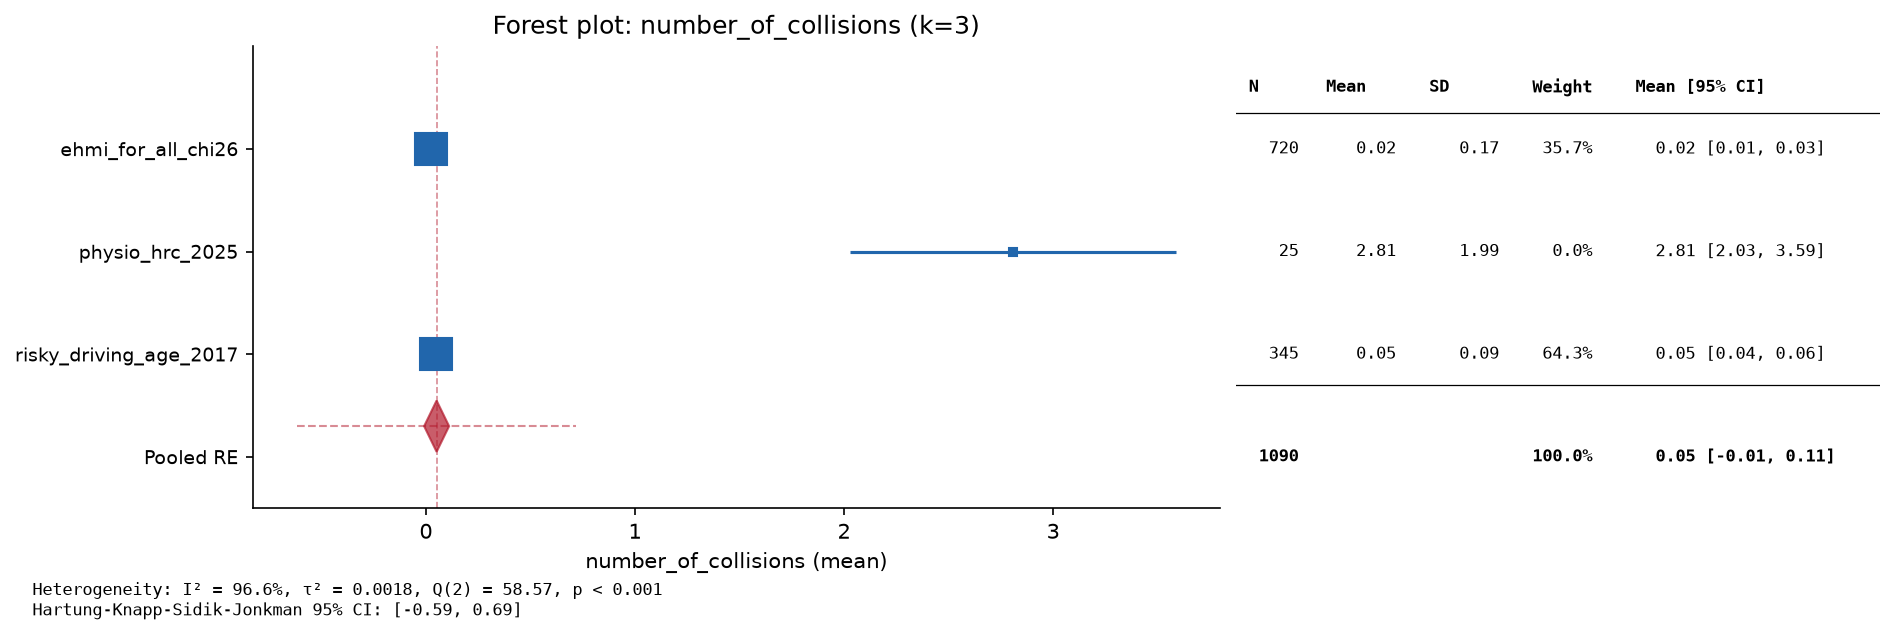 Forest plot: number_of_collisions (k=3)
N Mean SD Weight Mean [95% CI]
ehmi_for_all_chi26 720 0.02 0.17 35.7% 0.02 [0.01, 0.03]
physio_hrc_2025 25 2.81 1.99 0.0% 2.81 [2.03, 3.59]
risky_driving_age_2017 345 0.05 0.09 64.3% 0.05 [0.04, 0.06]
Pooled RE 1090 100.0% 0.05 [-0.01, 0.11]
0 1 2 3
number_of_collisions (mean)
Heterogeneity: I² = 96.6%, τ² = 0.0018, Q(2) = 58.57, p < 0.001
Hartung-Knapp-Sidik-Jonkman 95% CI: [-0.59, 0.69]